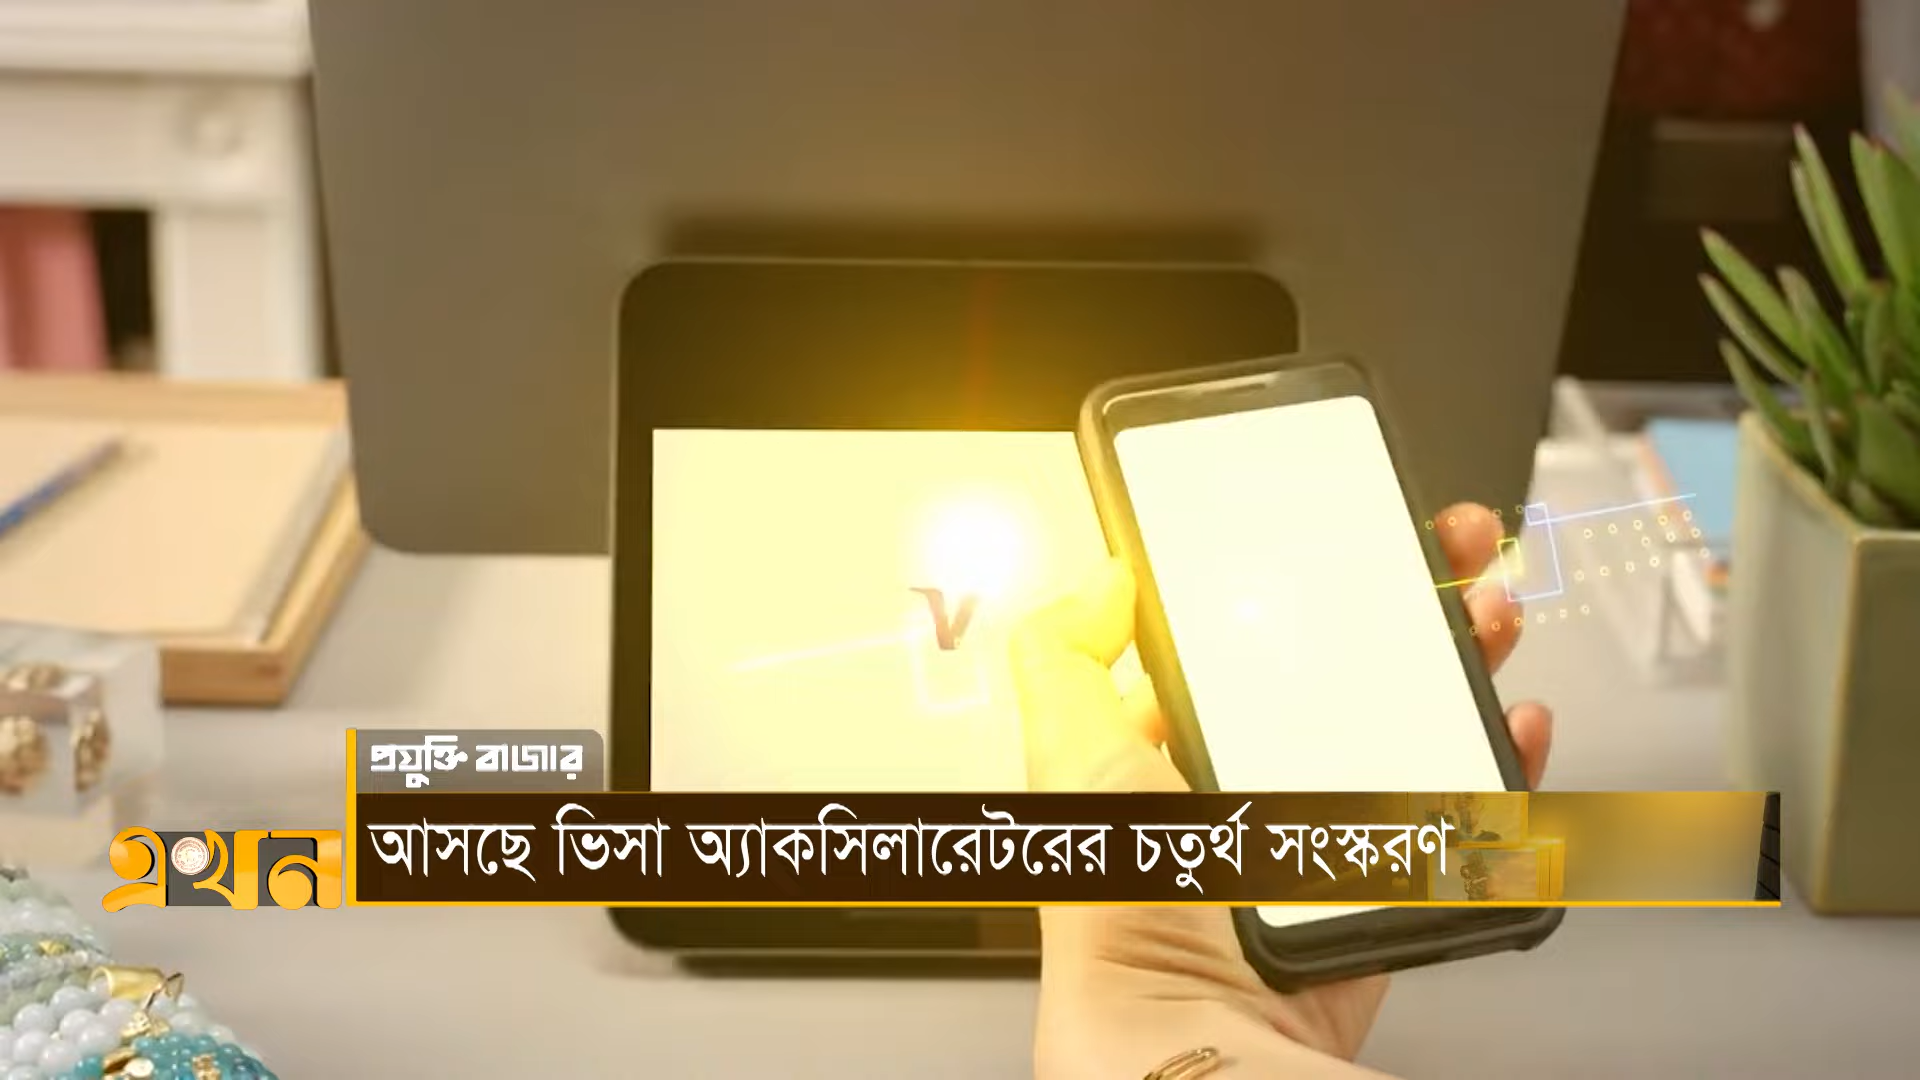 প্রযুক্তি বাজার
আসছে ভিসা অ্যাকসিলারেটরের চতুর্থ সংস্করণ
এখন
V